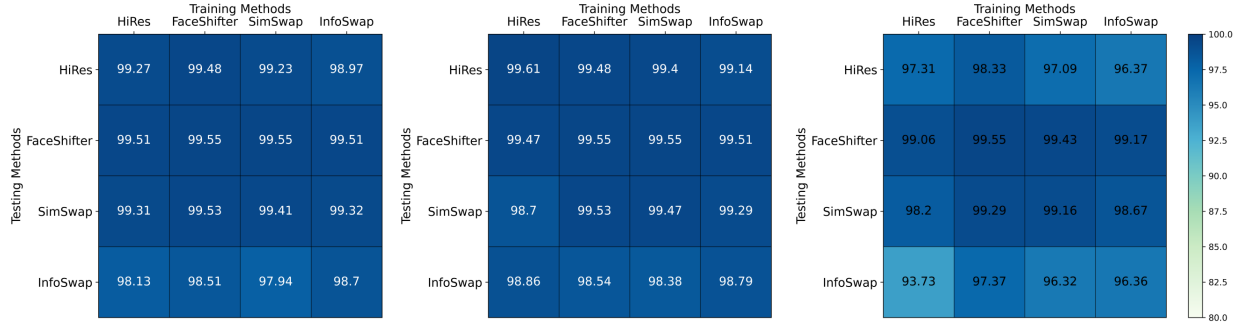 Training Methods
HiRes FaceShifter SimSwap InfoSwap
Testing Methods
HiRes 99.27 99.48 99.23 98.97
FaceShifter 99.51 99.55 99.55 99.51
SimSwap 99.31 99.53 99.41 99.32
InfoSwap 98.13 98.51 97.94 98.7
Training Methods
HiRes FaceShifter SimSwap InfoSwap
Testing Methods
HiRes 99.61 99.48 99.4 99.14
FaceShifter 99.47 99.55 99.55 99.51
SimSwap 98.7 99.53 99.47 99.29
InfoSwap 98.86 98.54 98.38 98.79
Training Methods
HiRes FaceShifter SimSwap InfoSwap
Testing Methods
HiRes 97.31 98.33 97.09 96.37
FaceShifter 99.06 99.55 99.43 99.17
SimSwap 98.2 99.29 99.16 98.67
InfoSwap 93.73 97.37 96.32 96.36
100.0
97.5
95.0
92.5
90.0
87.5
85.0
82.5
80.0